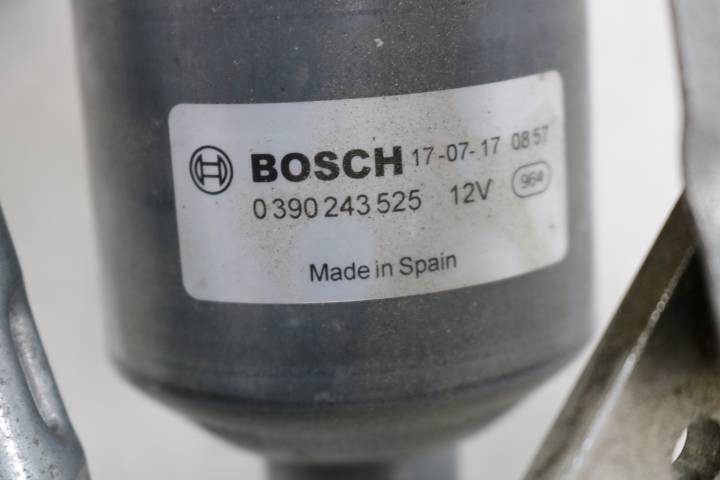 BOSCH 17-07-17 08 57
0 390 243 525 12V 964
Made in Spain